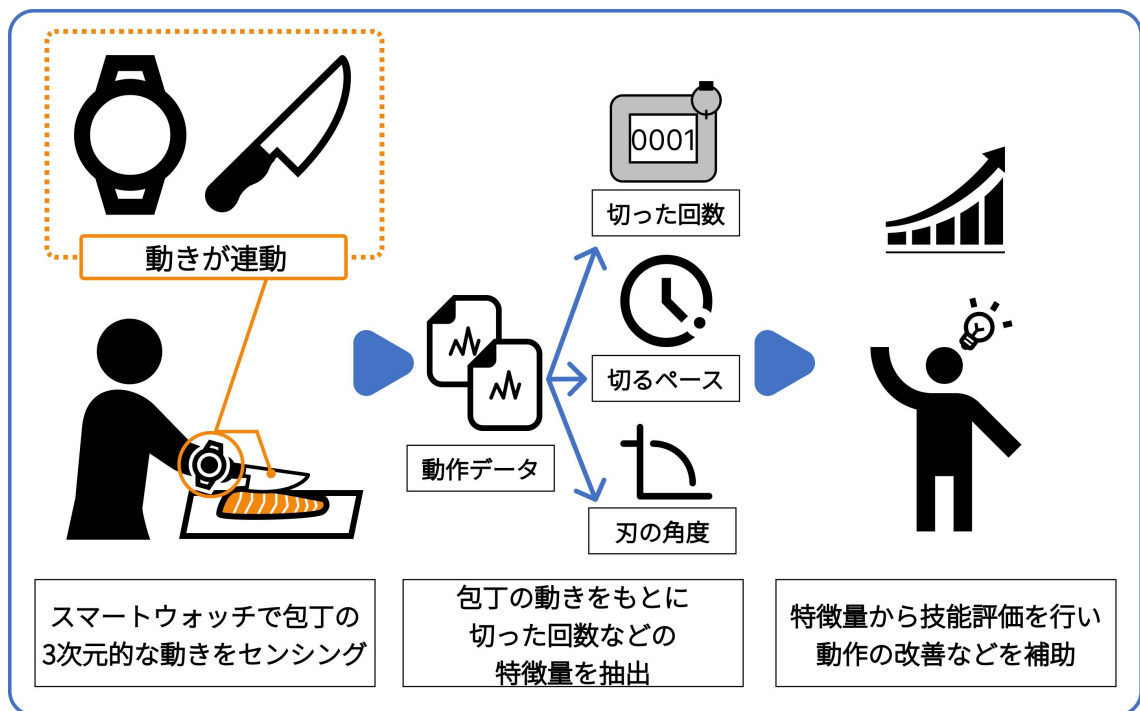 動きが連動
0001
切った回数
切るペース
動作データ
刃の角度
スマートウォッチで包丁の
3次元的な動きをセンシング
包丁の動きをもとに
切った回数などの
特徴量を抽出
特徴量から技能評価を行い
動作の改善などを補助